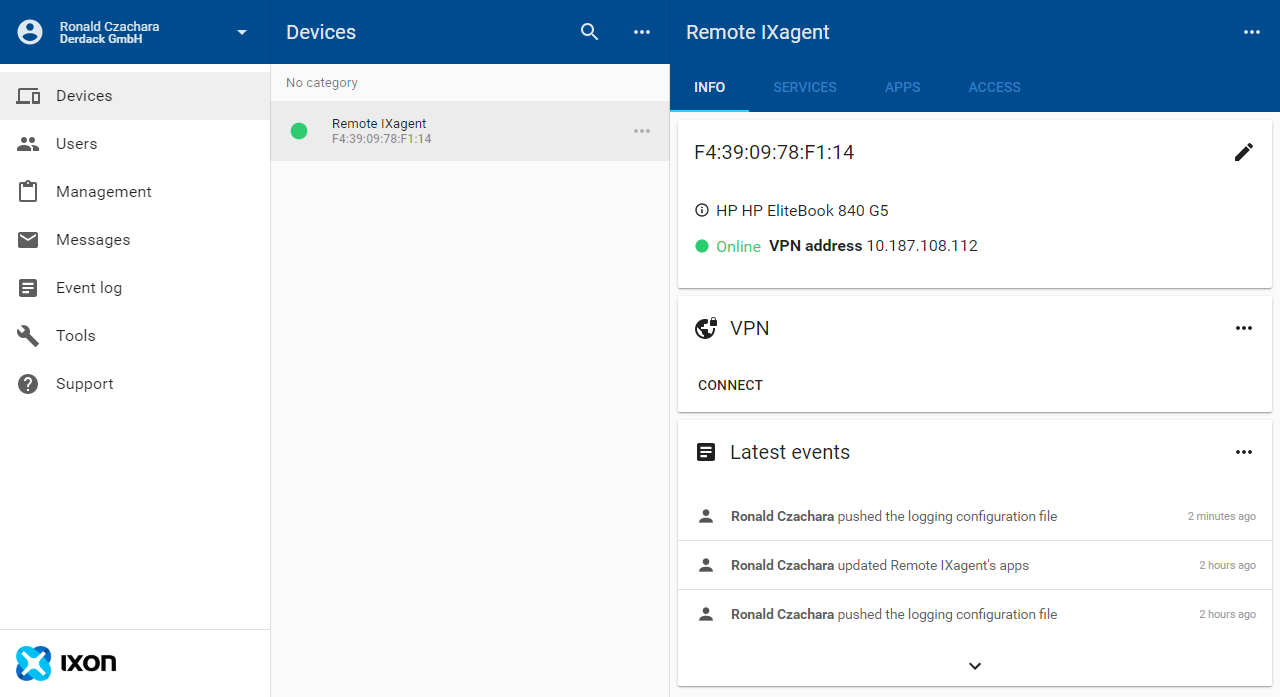 Ronald Czachara
Derdack GmbH
Devices
Users
Management
Messages
Event log
Tools
Support
IXON
Devices
No category
Remote IXagent
F4:39:09:78:F1:14
Remote IXagent
INFO SERVICES APPS ACCESS
F4:39:09:78:F1:14
HP HP EliteBook 840 G5
Online VPN address 10.187.108.112
VPN
CONNECT
Latest events
Ronald Czachara pushed the logging configuration file 2 minutes ago
Ronald Czachara updated Remote IXagent's apps 2 hours ago
Ronald Czachara pushed the logging configuration file 2 hours ago